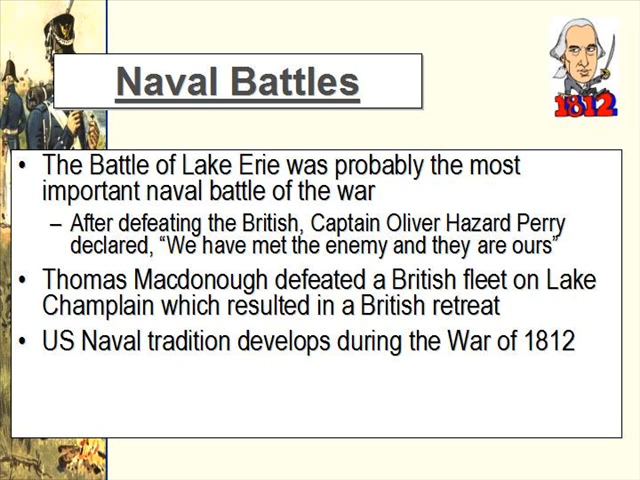 Naval Battles
1812
• The Battle of Lake Erie was probably the most
important naval battle of the war
– After defeating the British, Captain Oliver Hazard Perry
declared, “We have met the enemy and they are ours”
• Thomas Macdonough defeated a British fleet on Lake
Champlain which resulted in a British retreat
• US Naval tradition develops during the War of 1812